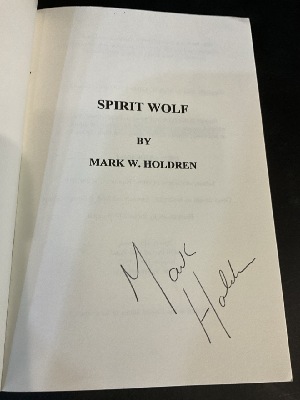 SPIRIT WOLF
BY
MARK W. HOLDREN
Mark
Holdren